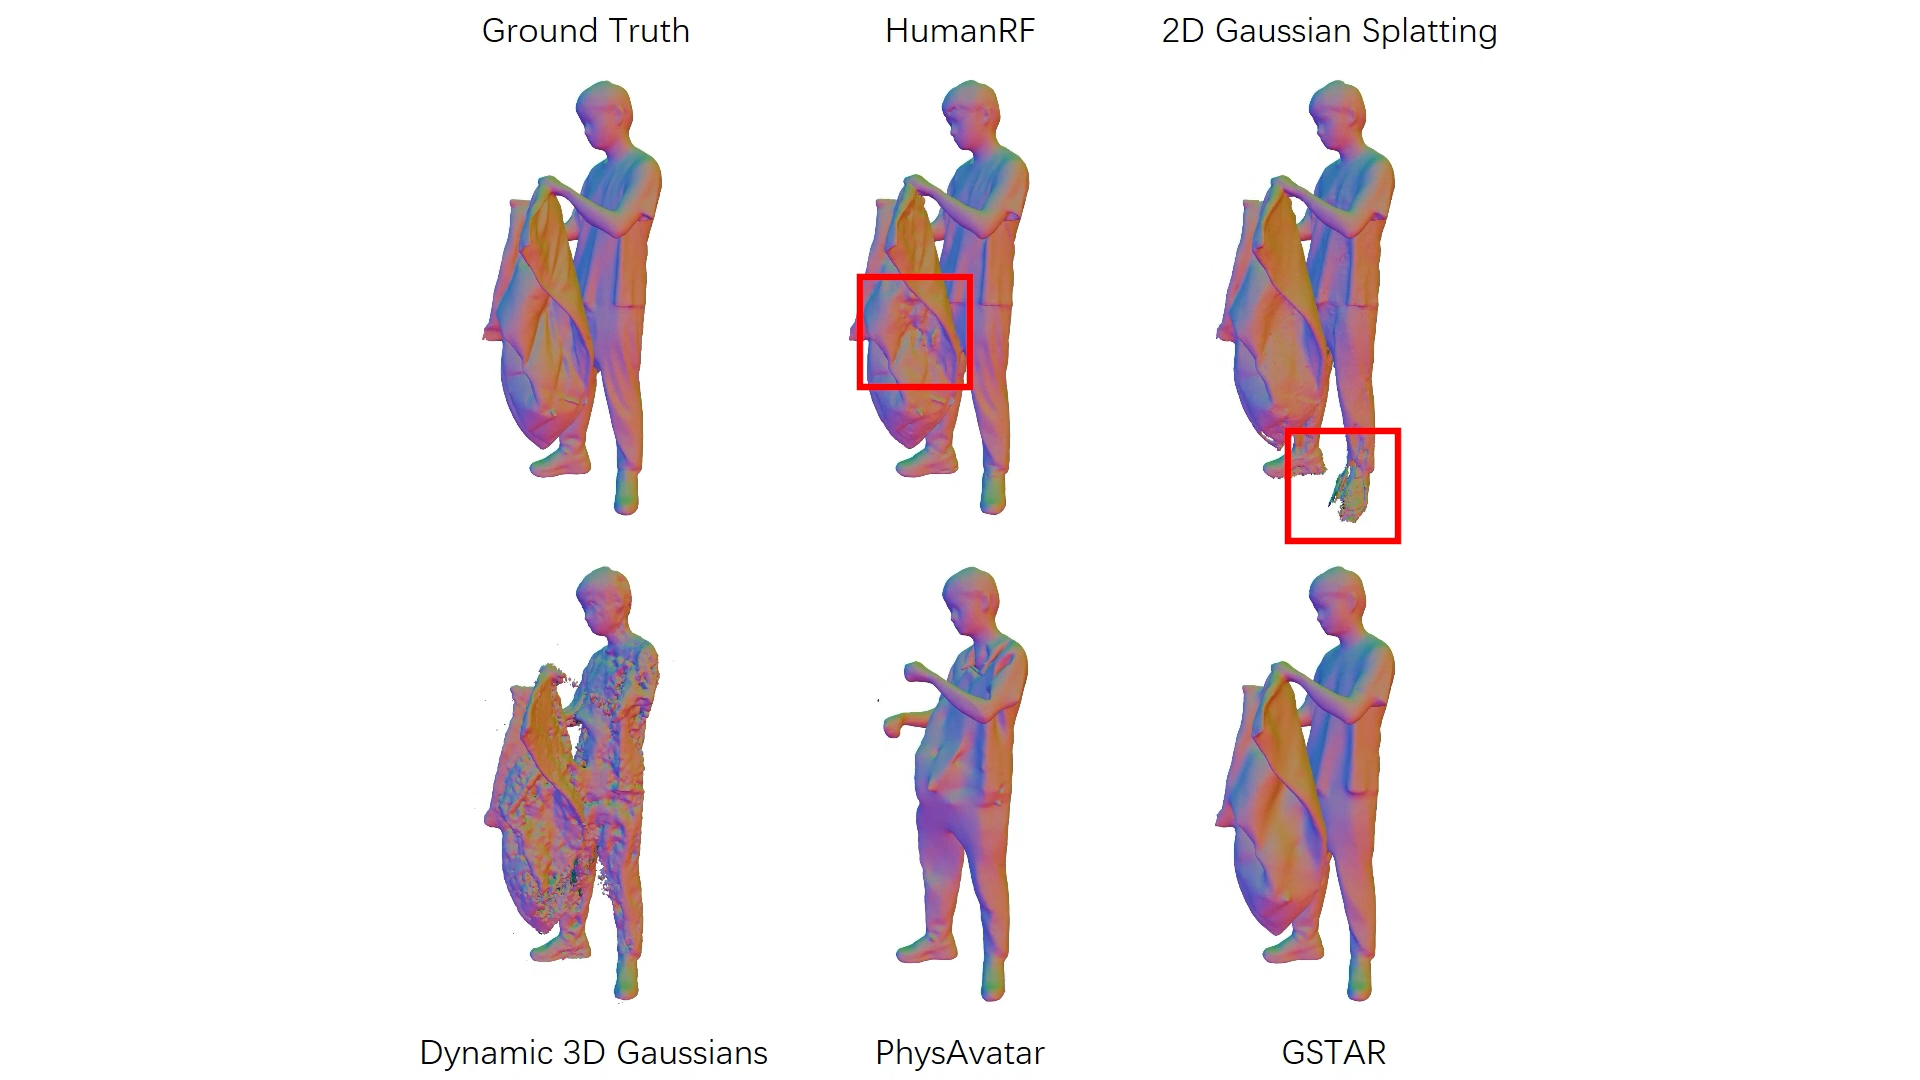 Ground Truth
HumanRF
2D Gaussian Splatting
Dynamic 3D Gaussians
PhysAvatar
GSTAR